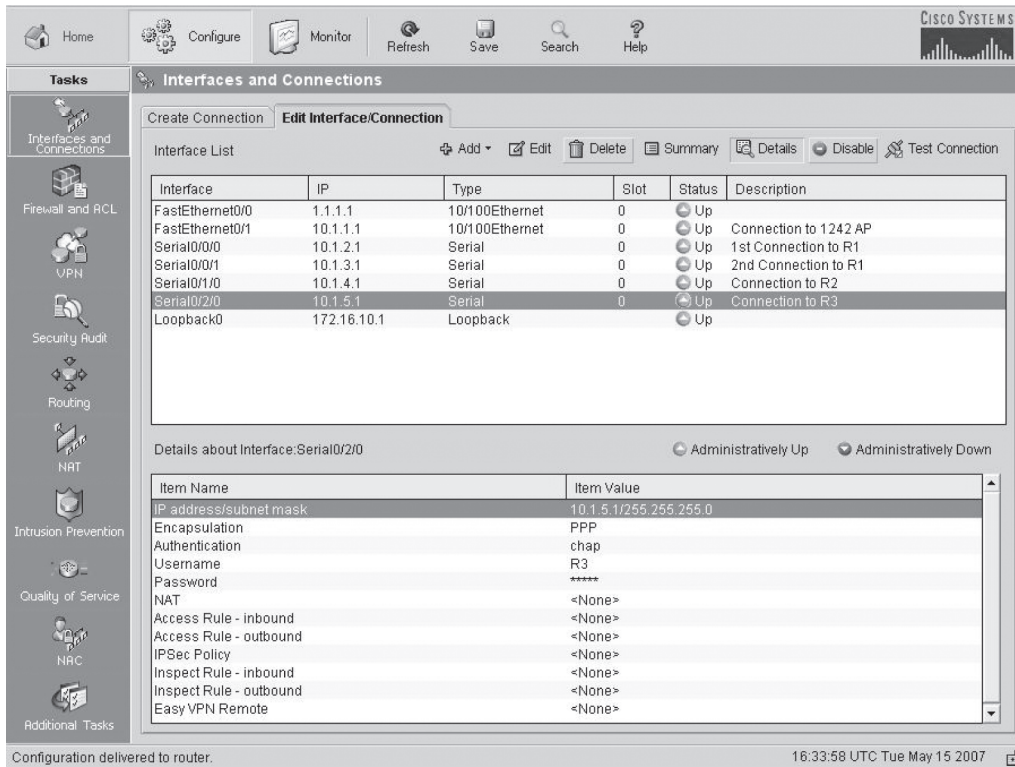 Home Configure Monitor Refresh Save Search Help CISCO SYSTEMS
Tasks
Interfaces and Connections
Firewall and ACL
VPN
Security Audit
Routing
NAT
Intrusion Prevention
Quality of Service
NAC
Additional Tasks
Interfaces and Connections
Create Connection Edit Interface/Connection
Interface List Add Edit Delete Summary Details Disable Test Connection
Interface IP Type Slot Status Description
FastEthernet0/0 1.1.1.1 10/100Ethernet 0 Up
FastEthernet0/1 10.1.1.1 10/100Ethernet 0 Up Connection to 1242 AP
Serial0/0/0 10.1.2.1 Serial 0 Up 1st Connection to R1
Serial0/0/1 10.1.3.1 Serial 0 Up 2nd Connection to R1
Serial0/1/0 10.1.4.1 Serial 0 Up Connection to R2
Serial0/2/0 10.1.5.1 Serial 0 Up Connection to R3
Loopback0 172.16.10.1 Loopback Up
Details about Interface:Serial0/2/0 Administratively Up Administratively Down
Item Name Item Value
IP address/subnet mask 10.1.5.1/255.255.255.0
Encapsulation PPP
Authentication chap
Username R3
Password *****
NAT <None>
Access Rule - inbound <None>
Access Rule - outbound <None>
IPSec Policy <None>
Inspect Rule - inbound <None>
Inspect Rule - outbound <None>
Easy VPN Remote <None>
Configuration delivered to router. 16:33:58 UTC Tue May 15 2007